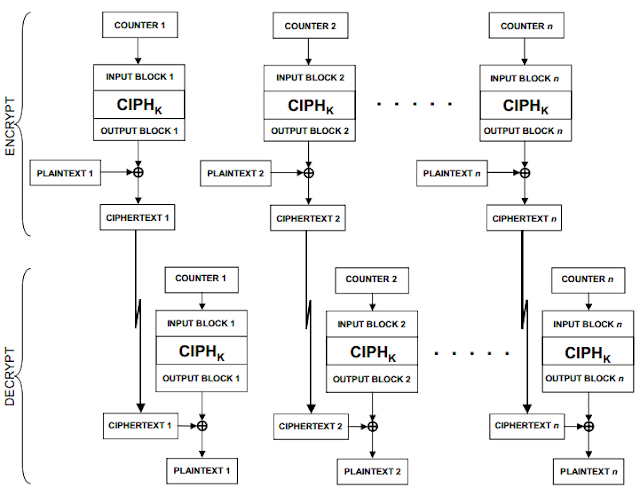 ENCRYPT
COUNTER 1
COUNTER 2
COUNTER n
INPUT BLOCK 1
INPUT BLOCK 2
INPUT BLOCK n
CIPHK
CIPHK
CIPHK
OUTPUT BLOCK 1
OUTPUT BLOCK 2
OUTPUT BLOCK n
PLAINTEXT 1
PLAINTEXT 2
PLAINTEXT n
CIPHERTEXT 1
CIPHERTEXT 2
CIPHERTEXT n
DECRYPT
COUNTER 1
COUNTER 2
COUNTER n
INPUT BLOCK 1
INPUT BLOCK 2
INPUT BLOCK n
CIPHK
CIPHK
CIPHK
OUTPUT BLOCK 1
OUTPUT BLOCK 2
OUTPUT BLOCK n
CIPHERTEXT 1
CIPHERTEXT 2
CIPHERTEXT n
PLAINTEXT 1
PLAINTEXT 2
PLAINTEXT n